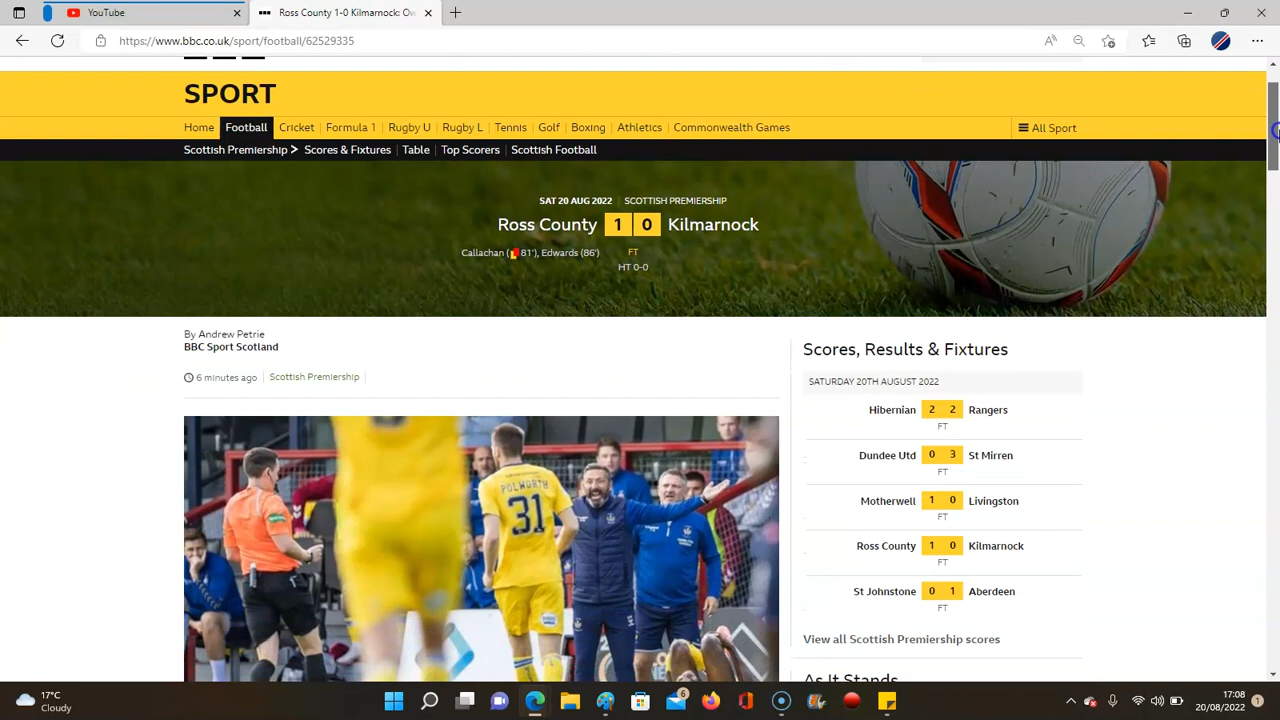 YouTube
Ross County 1-0 Kilmarnock: Ow
https://www.bbc.co.uk/sport/football/62529335
SPORT
Home Football Cricket Formula 1 Rugby U Rugby L Tennis Golf Boxing Athletics Commonwealth Games All Sport
Scottish Premiership Scores & Fixtures Table Top Scorers Scottish Football
SAT 20 AUG 2022 SCOTTISH PREMIERSHIP
Ross County 1 0 Kilmarnock
Callachan ( 81'), Edwards (86') FT
HT 0-0
By Andrew Petrie
BBC Sport Scotland
6 minutes ago Scottish Premiership
POLWORTH
31
Scores, Results & Fixtures
SATURDAY 20TH AUGUST 2022
Hibernian 2 2 Rangers
FT
Dundee Utd 0 3 St Mirren
FT
Motherwell 1 0 Livingston
FT
Ross County 1 0 Kilmarnock
FT
St Johnstone 0 1 Aberdeen
FT
View all Scottish Premiership scores
As It Stands
17°C
Cloudy
6
17:08
20/08/2022
1